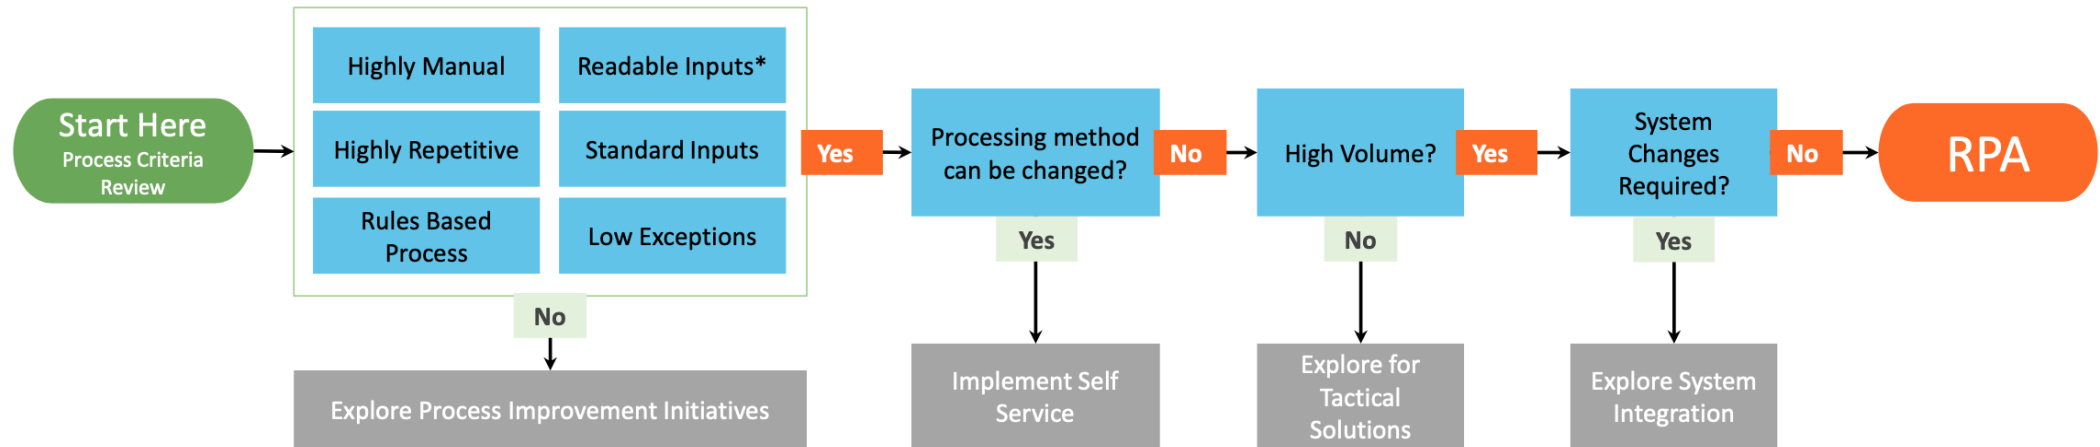 Start Here
Process Criteria
Review
Highly Manual
Readable Inputs*
Highly Repetitive
Standard Inputs
Rules Based
Process
Low Exceptions
Yes
No
Explore Process Improvement Initiatives
Processing method
can be changed?
No
Yes
Implement Self
Service
High Volume?
Yes
No
Explore for
Tactical
Solutions
System
Changes
Required?
No
Yes
Explore System
Integration
RPA